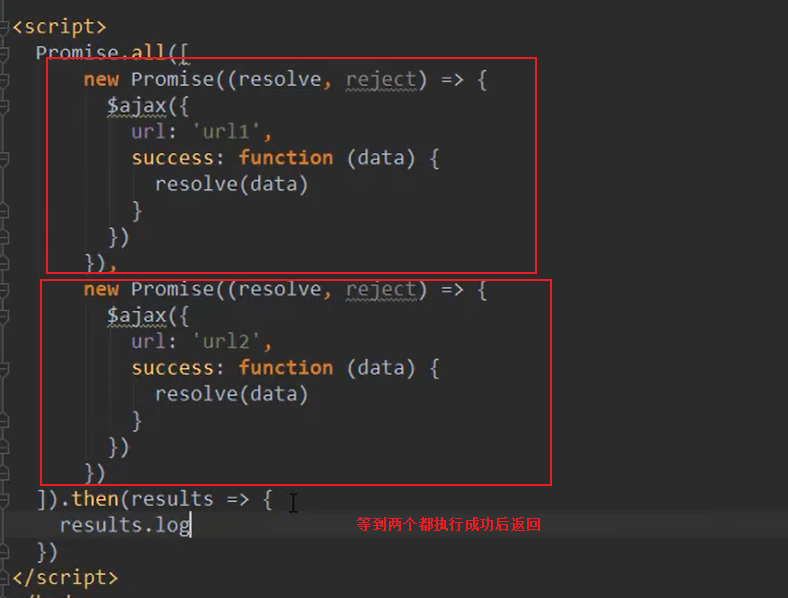 <script>
Promise.all([
new Promise((resolve, reject) => {
$ajax({
url: 'url1',
success: function (data) {
resolve(data)
}
})
}),
new Promise((resolve, reject) => {
$ajax({
url: 'url2',
success: function (data) {
resolve(data)
}
})
})
]).then(results => {
results.log
等到两个都执行成功后返回
})
</script>